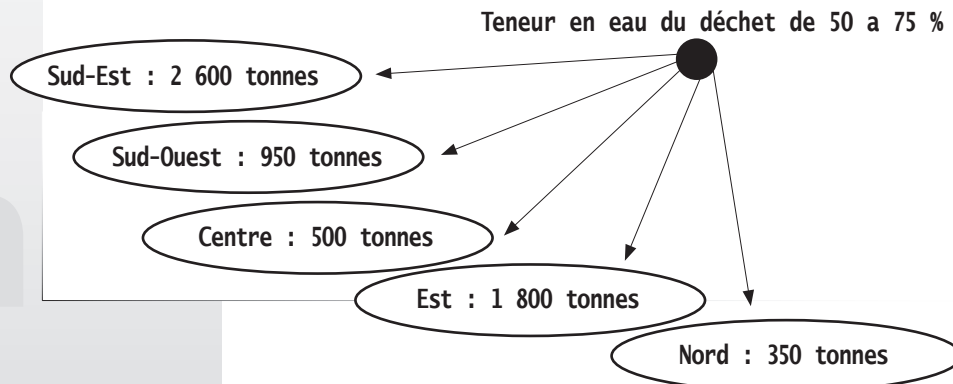 Teneur en eau du déchet de 50 a 75 %
Sud-Est : 2 600 tonnes
Sud-Ouest : 950 tonnes
Centre : 500 tonnes
Est : 1 800 tonnes
Nord : 350 tonnes